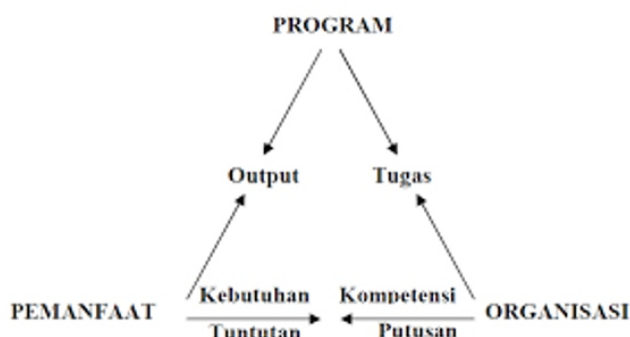 PROGRAM
Output Tugas
Kebutuhan Kompetensi
PEMANFAAT ORGANISASI
Tuntutan Putusan